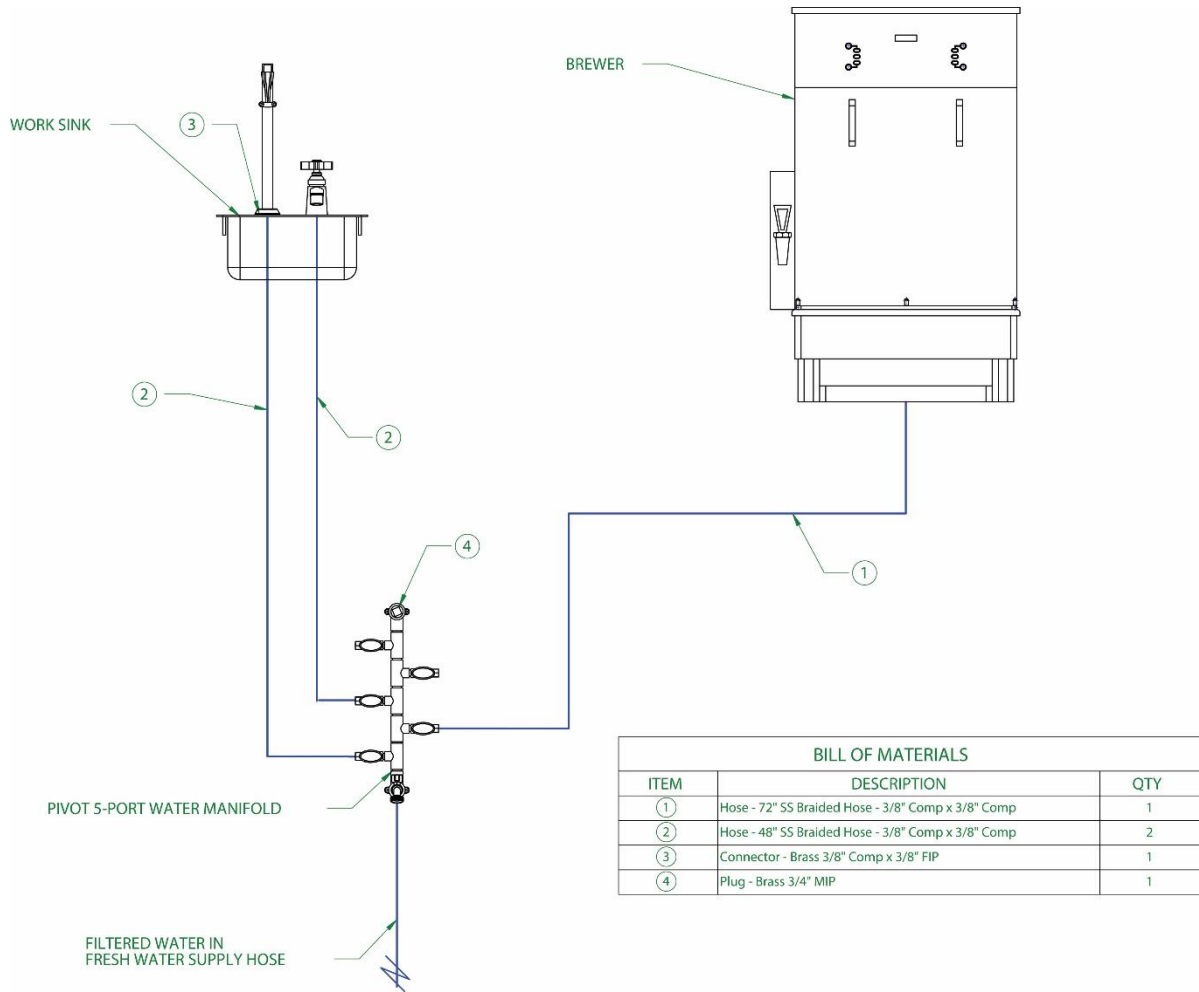 BREWER
WORK SINK
3
2
2
4
1
PIVOT 5-PORT WATER MANIFOLD
FILTERED WATER IN
FRESH WATER SUPPLY HOSE
BILL OF MATERIALS
ITEM DESCRIPTION QTY
1 Hose - 72" SS Braided Hose - 3/8" Comp x 3/8" Comp 1
2 Hose - 48" SS Braided Hose - 3/8" Comp x 3/8" Comp 2
3 Connector - Brass 3/8" Comp x 3/8" FIP 1
4 Plug - Brass 3/4" MIP 1